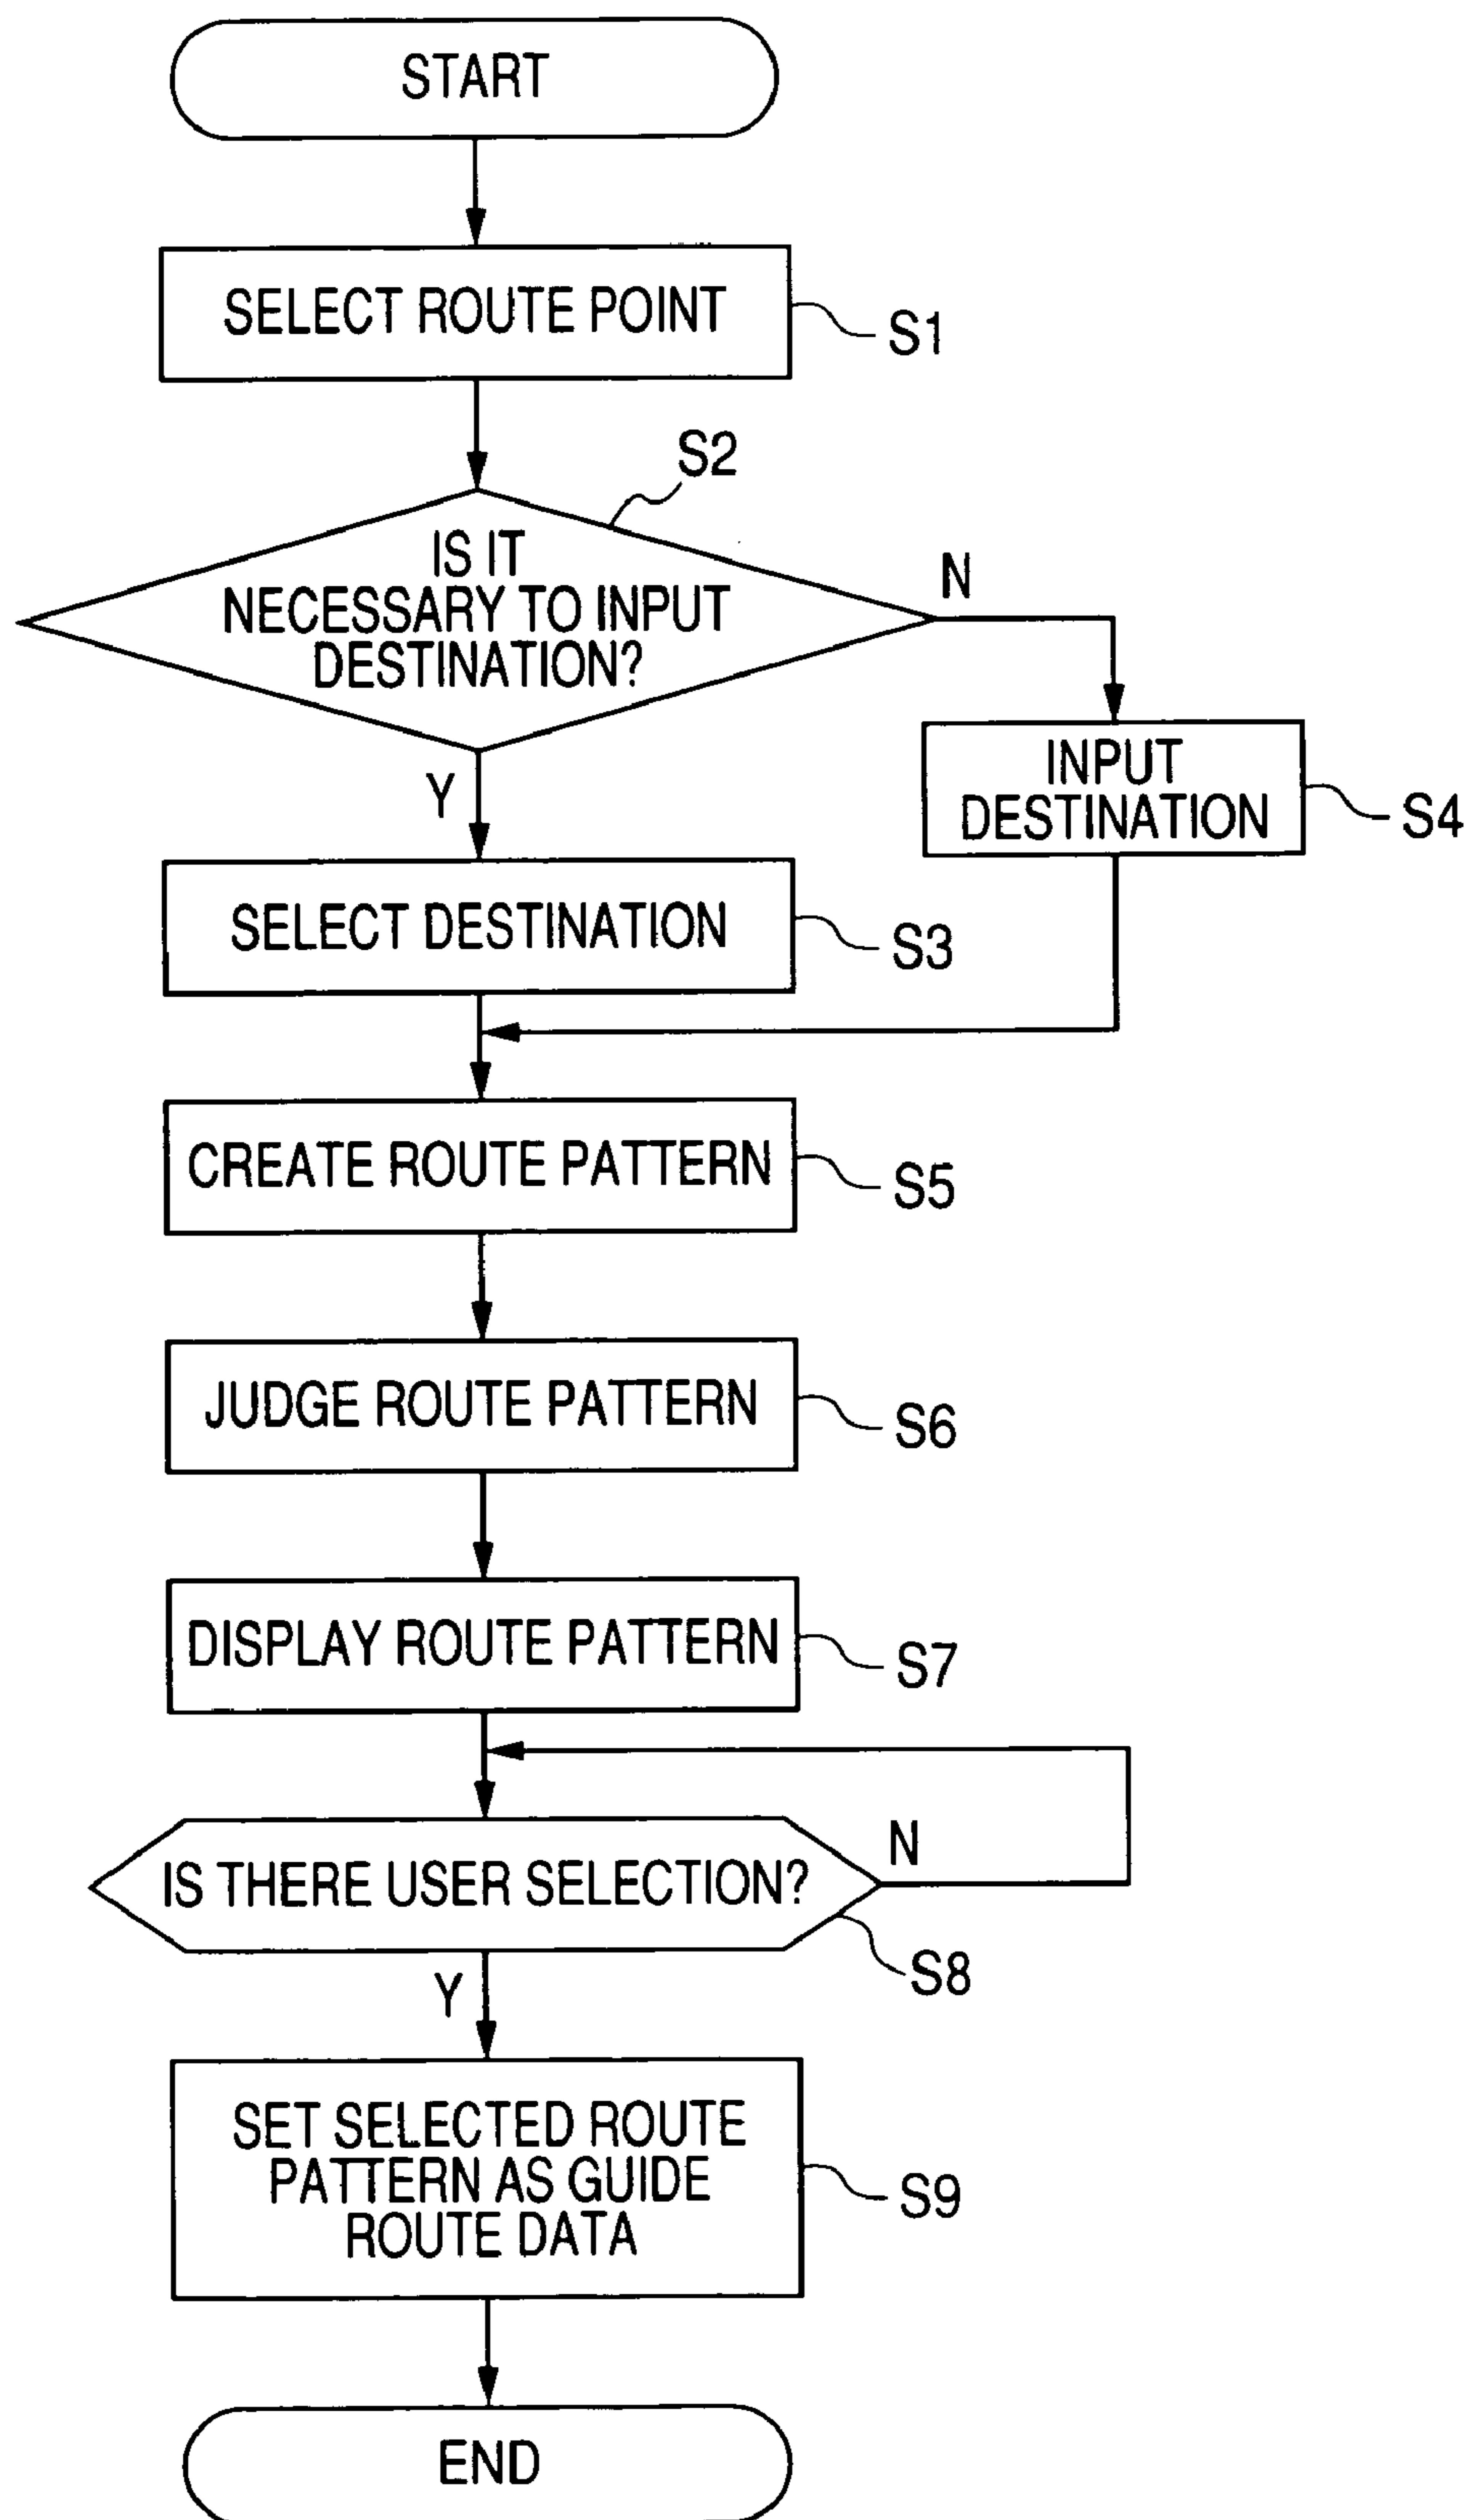 START
SELECT ROUTE POINT
S1
S2
IS IT
NECESSARY TO INPUT
DESTINATION?
N
Y
INPUT
DESTINATION
S4
SELECT DESTINATION
S3
CREATE ROUTE PATTERN
S5
JUDGE ROUTE PATTERN
S6
DISPLAY ROUTE PATTERN
S7
IS THERE USER SELECTION?
N
S8
Y
SET SELECTED ROUTE
PATTERN AS GUIDE
ROUTE DATA
S9
END